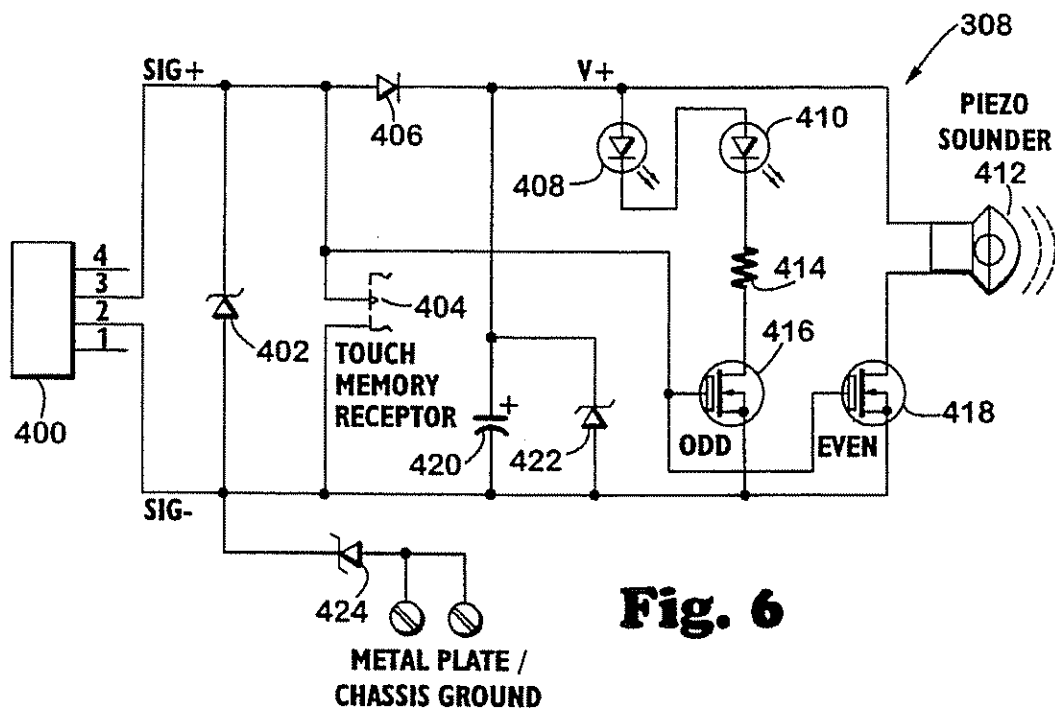 308
SIG+
V+
406
408
410
PIEZO
SOUNDER
412
4
3
2
1
400
402
404
TOUCH
MEMORY
RECEPTOR
414
416
418
420
+
422
ODD
EVEN
SIG-
424
METAL PLATE /
CHASSIS GROUND
Fig. 6